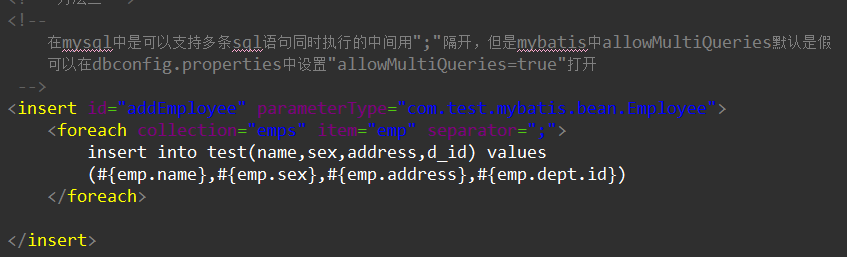 <!--
在mysql中是可以支持多条sql语句同时执行的中间用";"隔开，但是mybatis中allowMultiQueries默认是假
可以在dbconfig.properties中设置"allowMultiQueries=true"打开
-->
<insert id="addEmployee" parameterType="com.test.mybatis.bean.Employee">
<foreach collection="emps" item="emp" separator=";">
insert into test(name,sex,address,d_id) values
(#{emp.name},#{emp.sex},#{emp.address},#{emp.dept.id})
</foreach>
</insert>